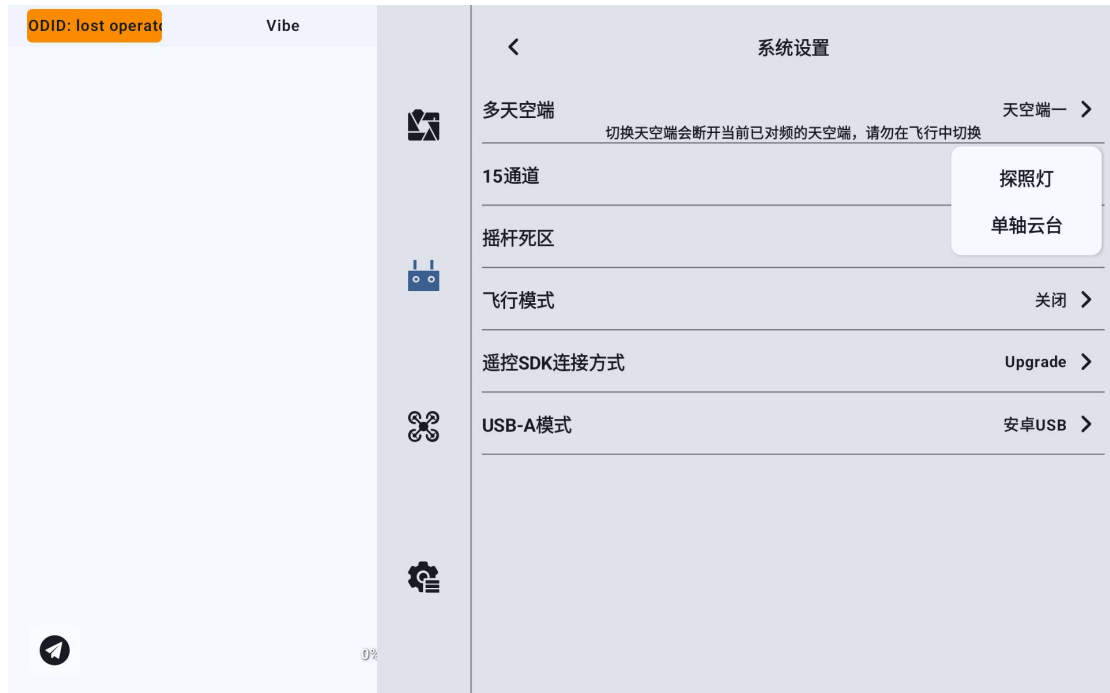 ODID: lost operato
Vibe
系统设置
多天空端
天空端一
切换天空端会断开当前已对频的天空端，请勿在飞行中切换
15通道
探照灯
单轴云台
摇杆死区
飞行模式
关闭
遥控SDK连接方式
Upgrade
USB-A模式
安卓USB
0%